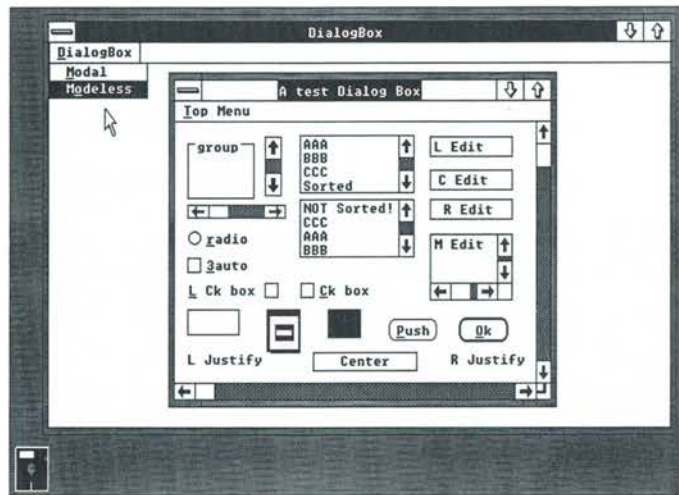 DialogBox
DialogBox
Modal
Modeless
A test Dialog Box
Top Menu
group
AAA
BBB
CCC
Sorted
L Edit
C Edit
R Edit
NOT Sorted!
CCC
AAA
BBB
M Edit
radio
3auto
L Ck box
Ck box
Push
Ok
L Justify
Center
R Justify